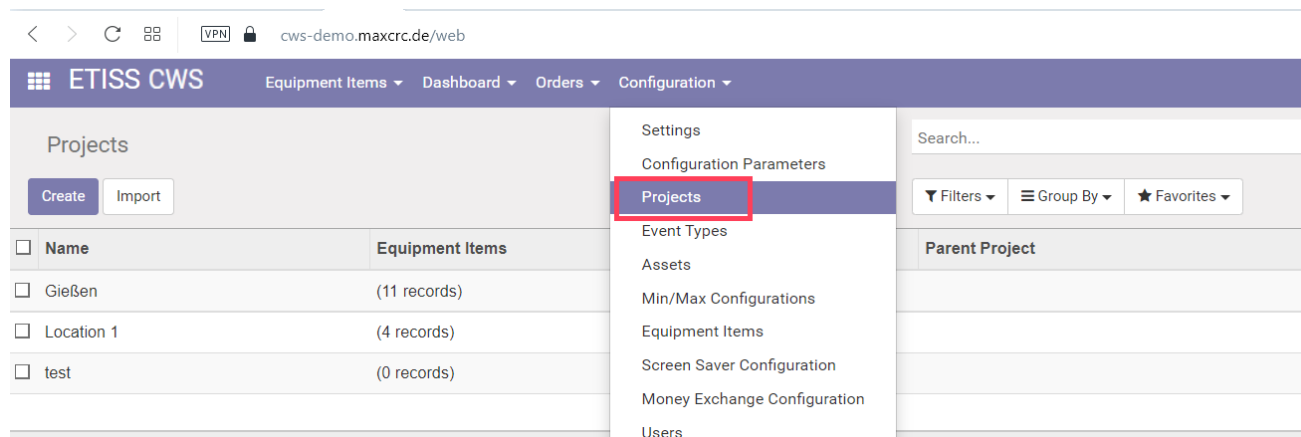 VPN cws-demo.maxcrc.de/web
ETISS CWS Equipment Items Dashboard Orders Configuration
Projects
Create Import
Settings
Configuration Parameters
Projects
Event Types
Assets
Min/Max Configurations
Equipment Items
Screen Saver Configuration
Money Exchange Configuration
Users
Search...
Filters Group By Favorites
Name Equipment Items Parent Project
Gießen (11 records)
Location 1 (4 records)
test (0 records)